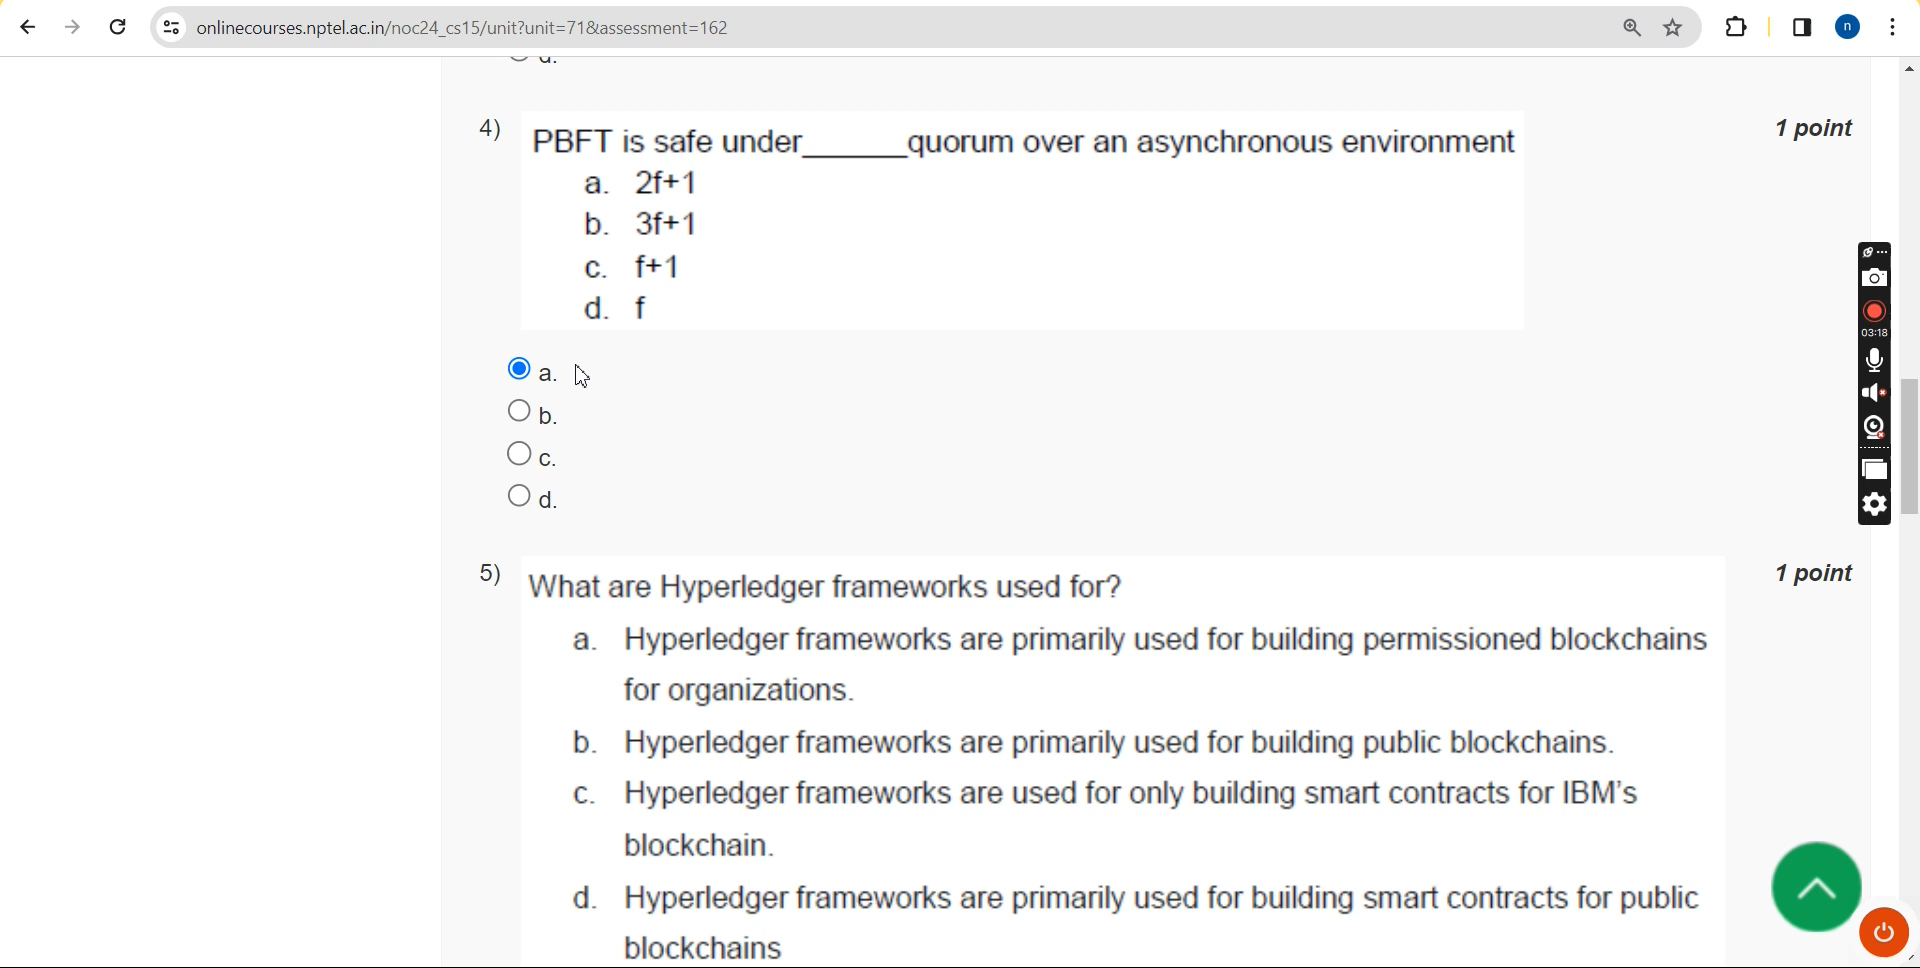 onlinecourses.nptel.ac.in/noc24_cs15/unit?unit=71&assessment=162
n
d.
4)
PBFT is safe under______quorum over an asynchronous environment
1 point
a. 2f+1
b. 3f+1
c. f+1
d. f
03:18
a.
b.
c.
d.
5)
What are Hyperledger frameworks used for?
1 point
a. Hyperledger frameworks are primarily used for building permissioned blockchains
for organizations.
b. Hyperledger frameworks are primarily used for building public blockchains.
c. Hyperledger frameworks are used for only building smart contracts for IBM's
blockchain.
d. Hyperledger frameworks are primarily used for building smart contracts for public
blockchains